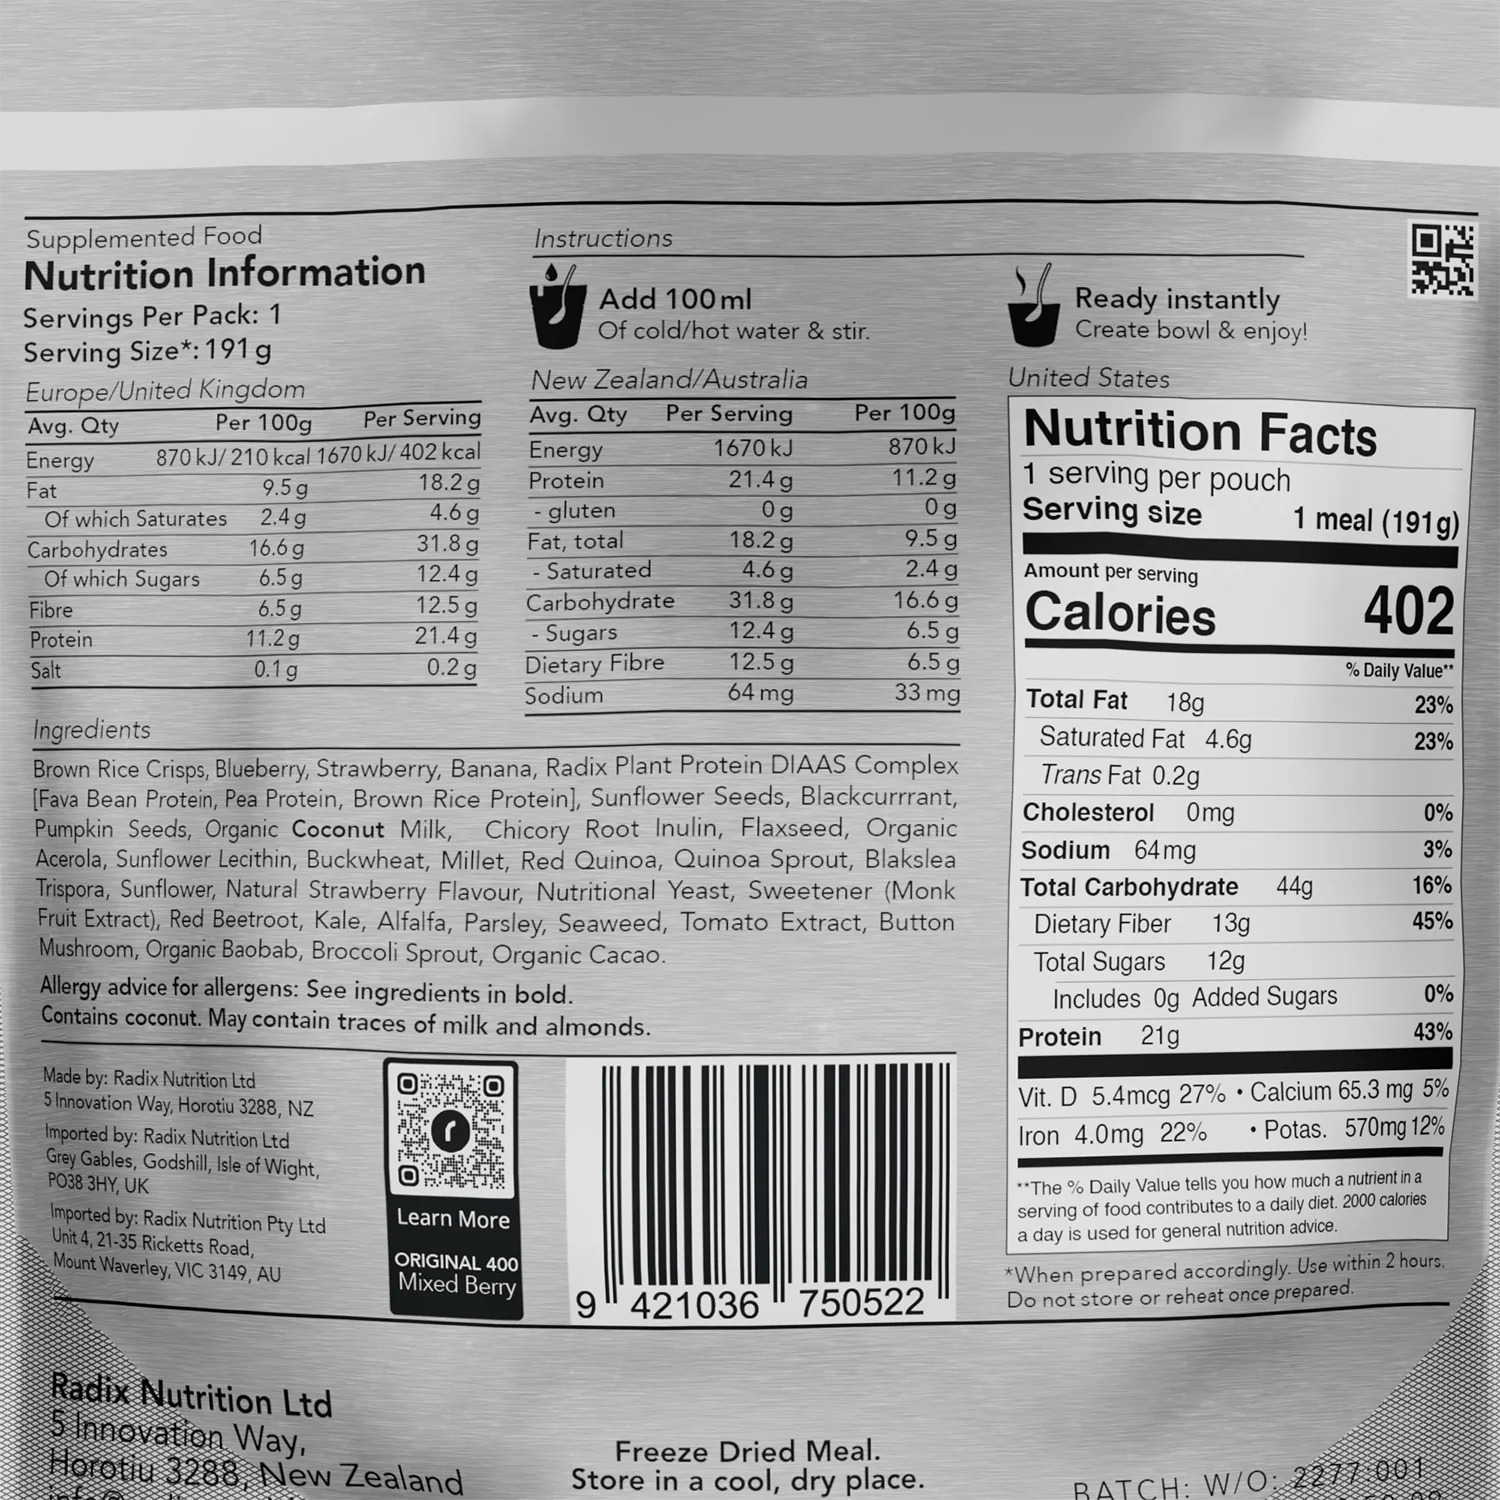 Supplemented Food
Nutrition Information
Servings Per Pack: 1
Serving Size*: 191 g
Europe/United Kingdom
Avg. Qty Per 100g Per Serving
Energy 870 kJ/ 210 kcal 1670 kJ/ 402 kcal
Fat 9.5 g 18.2 g
Of which Saturates 2.4 g 4.6 g
Carbohydrates 16.6 g 31.8 g
Of which Sugars 6.5 g 12.4 g
Fibre 6.5 g 12.5 g
Protein 11.2 g 21.4 g
Salt 0.1 g 0.2 g
Instructions
Add 100 ml
Of cold/hot water & stir.
Ready instantly
Create bowl & enjoy!
New Zealand/Australia
Avg. Qty Per Serving Per 100g
Energy 1670 kJ 870 kJ
Protein 21.4 g 11.2 g
- gluten 0 g 0 g
Fat, total 18.2 g 9.5 g
- Saturated 4.6 g 2.4 g
Carbohydrate 31.8 g 16.6 g
- Sugars 12.4 g 6.5 g
Dietary Fibre 12.5 g 6.5 g
Sodium 64 mg 33 mg
Ingredients
Brown Rice Crisps, Blueberry, Strawberry, Banana, Radix Plant Protein DIAAS Complex
[Fava Bean Protein, Pea Protein, Brown Rice Protein], Sunflower Seeds, Blackcurrrant,
Pumpkin Seeds, Organic Coconut Milk, Chicory Root Inulin, Flaxseed, Organic
Acerola, Sunflower Lecithin, Buckwheat, Millet, Red Quinoa, Quinoa Sprout, Blakslea
Trispora, Sunflower, Natural Strawberry Flavour, Nutritional Yeast, Sweetener (Monk
Fruit Extract), Red Beetroot, Kale, Alfalfa, Parsley, Seaweed, Tomato Extract, Button
Mushroom, Organic Baobab, Broccoli Sprout, Organic Cacao.
Allergy advice for allergens: See ingredients in bold.
Contains coconut. May contain traces of milk and almonds.
Made by: Radix Nutrition Ltd
5 Innovation Way, Horotiu 3288, NZ
Imported by: Radix Nutrition Ltd
Grey Gables, Godshill, Isle of Wight,
PO38 3HY, UK
Imported by: Radix Nutrition Pty Ltd
Unit 4, 21-35 Ricketts Road,
Mount Waverley, VIC 3149, AU
r
Learn More
ORIGINAL 400
Mixed Berry
9 421036 750522
United States
Nutrition Facts
1 serving per pouch
Serving size 1 meal (191g)
Amount per serving
Calories 402
% Daily Value**
Total Fat 18g 23%
Saturated Fat 4.6g 23%
Trans Fat 0.2g
Cholesterol 0mg 0%
Sodium 64mg 3%
Total Carbohydrate 44g 16%
Dietary Fiber 13g 45%
Total Sugars 12g
Includes 0g Added Sugars 0%
Protein 21g 43%
Vit. D 5.4mcg 27% • Calcium 65.3 mg 5%
Iron 4.0mg 22% • Potas. 570mg 12%
**The % Daily Value tells you how much a nutrient in a
serving of food contributes to a daily diet. 2000 calories
a day is used for general nutrition advice.
*When prepared accordingly. Use within 2 hours.
Do not store or reheat once prepared.
Radix Nutrition Ltd
5 Innovation Way,
Horotiu 3288, New Zealand
Freeze Dried Meal.
Store in a cool, dry place.
BATCH: W/O: 2277:001